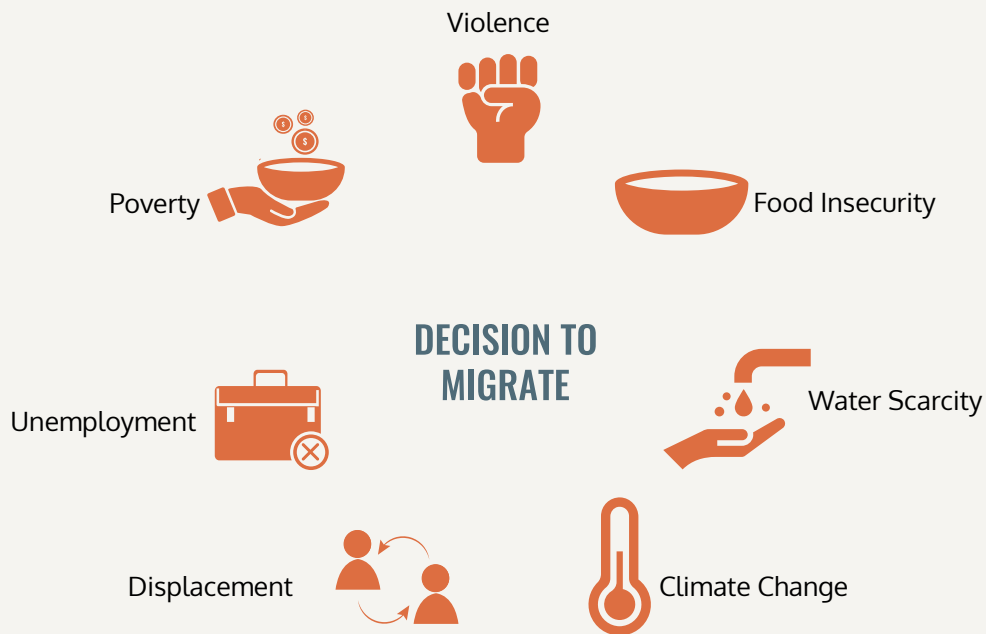 Violence
$
$
$
Poverty
Food Insecurity
DECISION TO
MIGRATE
Unemployment
Water Scarcity
Displacement
Climate Change